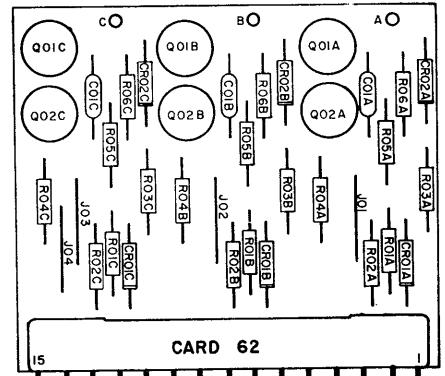 C B A
Q01C Q01B Q01A
C01C R06C CR02C C01B R06B CR02B C01A R06A CR02A
Q02C Q02B Q02A
R05C R05B R05A
R04C R03C R04B R03B R04A R03A
J03 J02 J01
J04
R02C R01C CR01C R02B R01B CR01B R02A R01A CR01A
CARD 62
15 1